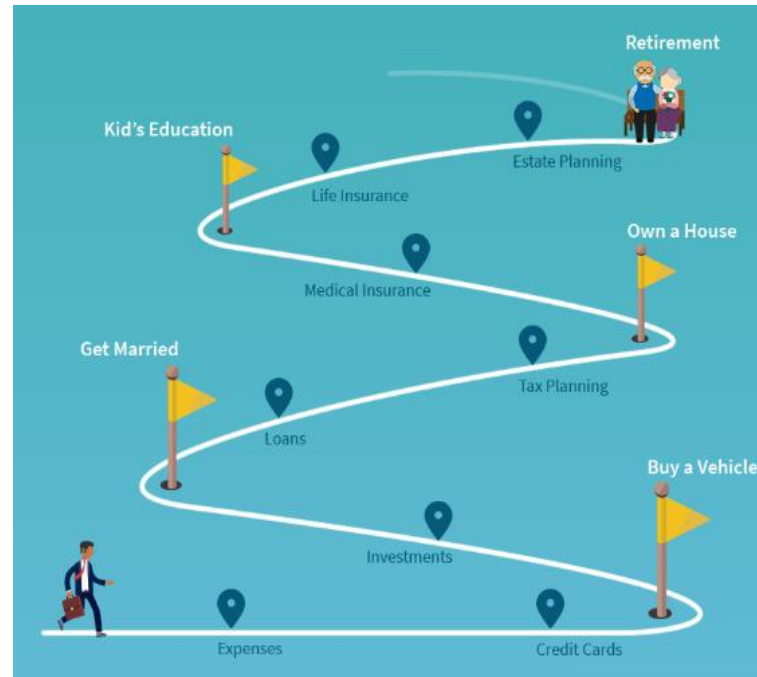 Retirement
Kid's Education
Estate Planning
Life Insurance
Own a House
Medical Insurance
Get Married
Tax Planning
Loans
Buy a Vehicle
Investments
Expenses
Credit Cards